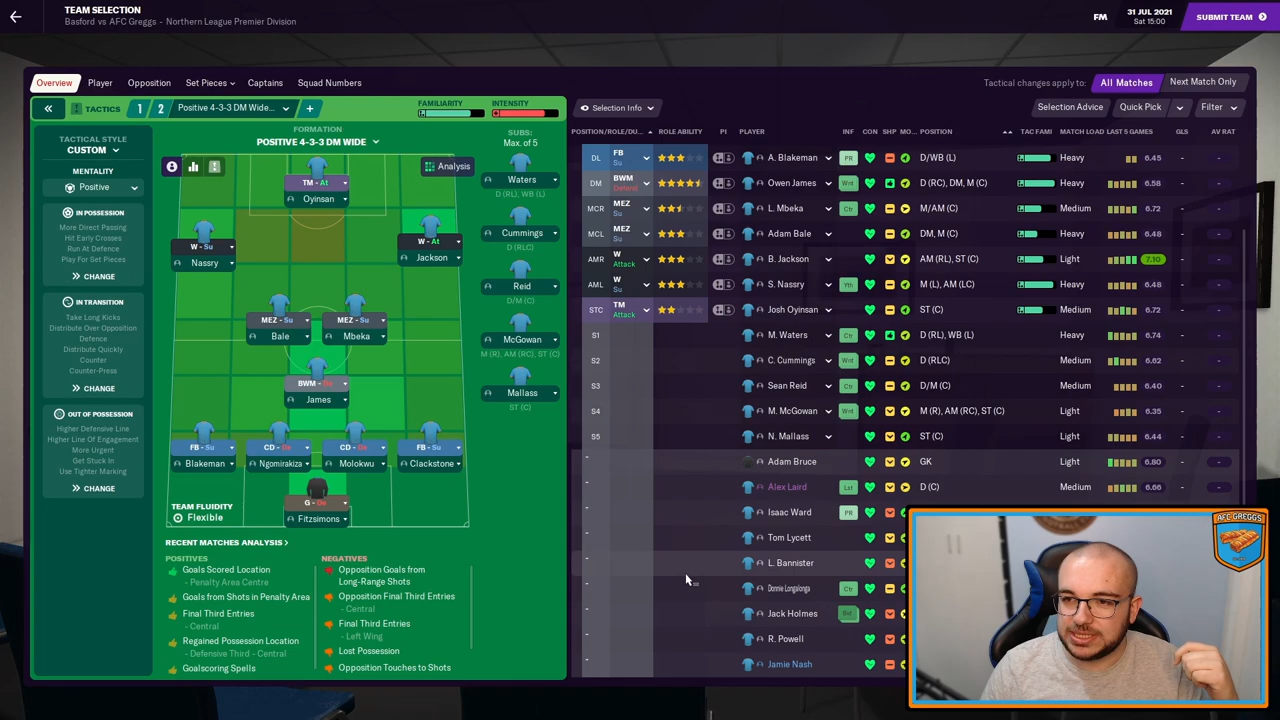 TEAM SELECTION
Basford vs AFC Greggs - Northern League Premier Division
FM
31 JUL 2021
Sat 15:00
SUBMIT TEAM
Overview
Player
Opposition
Set Pieces
Captains
Squad Numbers
Tactical changes apply to:
All Matches
Next Match Only
TACTICS
1
2
Positive 4-3-3 DM Wide...
+
FAMILIARITY
INTENSITY
Selection Info
Selection Advice
Quick Pick
Filter
TACTICAL STYLE
CUSTOM
MENTALITY
Positive
IN POSSESSION
More Direct Passing
Hit Early Crosses
Run At Defence
Play For Set Pieces
CHANGE
IN TRANSITION
Take Long Kicks
Distribute Over Opposition
Defence
Distribute Quickly
Counter
Counter-Press
CHANGE
OUT OF POSSESSION
Higher Defensive Line
Higher Line Of Engagement
More Urgent
Get Stuck In
Use Tighter Marking
CHANGE
FORMATION
POSITIVE 4-3-3 DM WIDE
Analysis
TM - At
Oyinsan
W - Su
Nassry
W - At
Jackson
MEZ - Su
Bale
MEZ - Su
Mbeka
BWM - De
James
FB - Su
Blakeman
CD - De
Ngomirakiza
CD - De
Molokwu
FB - Su
Clackstone
G - De
Fitzsimons
TEAM FLUIDITY
Flexible
SUBS:
Max. of 5
Waters
D (RL), WB (L)
Cummings
D (RLC)
Reid
D/M (C)
McGowan
M (R), AM (RC), ST (C)
Mallass
ST (C)
RECENT MATCHES ANALYSIS
POSITIVES
Goals Scored Location
- Penalty Area Centre
Goals from Shots in Penalty Area
Final Third Entries
- Central
Regained Possession Location
- Defensive Third - Central
Goalscoring Spells
NEGATIVES
Opposition Goals from
Long-Range Shots
Opposition Final Third Entries
- Central
Final Third Entries
- Left Wing
Lost Possession
Opposition Touches to Shots
POSITION/ROLE/DU... ROLE ABILITY PI PLAYER INF CON SHP MO... POSITION TAC FAMI MATCH LOAD LAST 5 GAMES GLS AV RAT
DL FB Su A. Blakeman PR D/WB (L) Heavy 6.45 - -
DM BWM Defend Owen James Wnt D (RC), DM, M (C) Heavy 6.58 - -
MCR MEZ Su L. Mbeka Ctr M/AM (C) Medium 6.72 - -
MCL MEZ Su Adam Bale DM, M (C) Heavy 6.44 - -
AMR W Attack B. Jackson AM (RL), ST (C) Light 7.10 - -
AML W Su S. Nassry Yth M (L), AM (LC) Heavy 6.48 - -
STC TM Attack Josh Oyinsan ST (C) Heavy 6.72 - -
S1 M. Waters Ctr D (RL), WB (L) Heavy 6.74 - -
S2 C. Cummings Wnt D (RLC) Medium 6.62 - -
S3 Sean Reid Ctr D/M (C) Medium 6.40 - -
S4 M. McGowan Wnt M (R), AM (RC), ST (C) Light 6.35 - -
S5 N. Mallass ST (C) Light 6.44 - -
- Adam Bruce GK Light 6.80 - -
- Alex Laird Lst D (C) Medium 6.66 - -
- Isaac Ward PR
- Tom Lycett
- L. Bannister
- Donnie Longalonga Ctr
- Jack Holmes Bid
- R. Powell
- Jamie Nash
AFC GREGGS